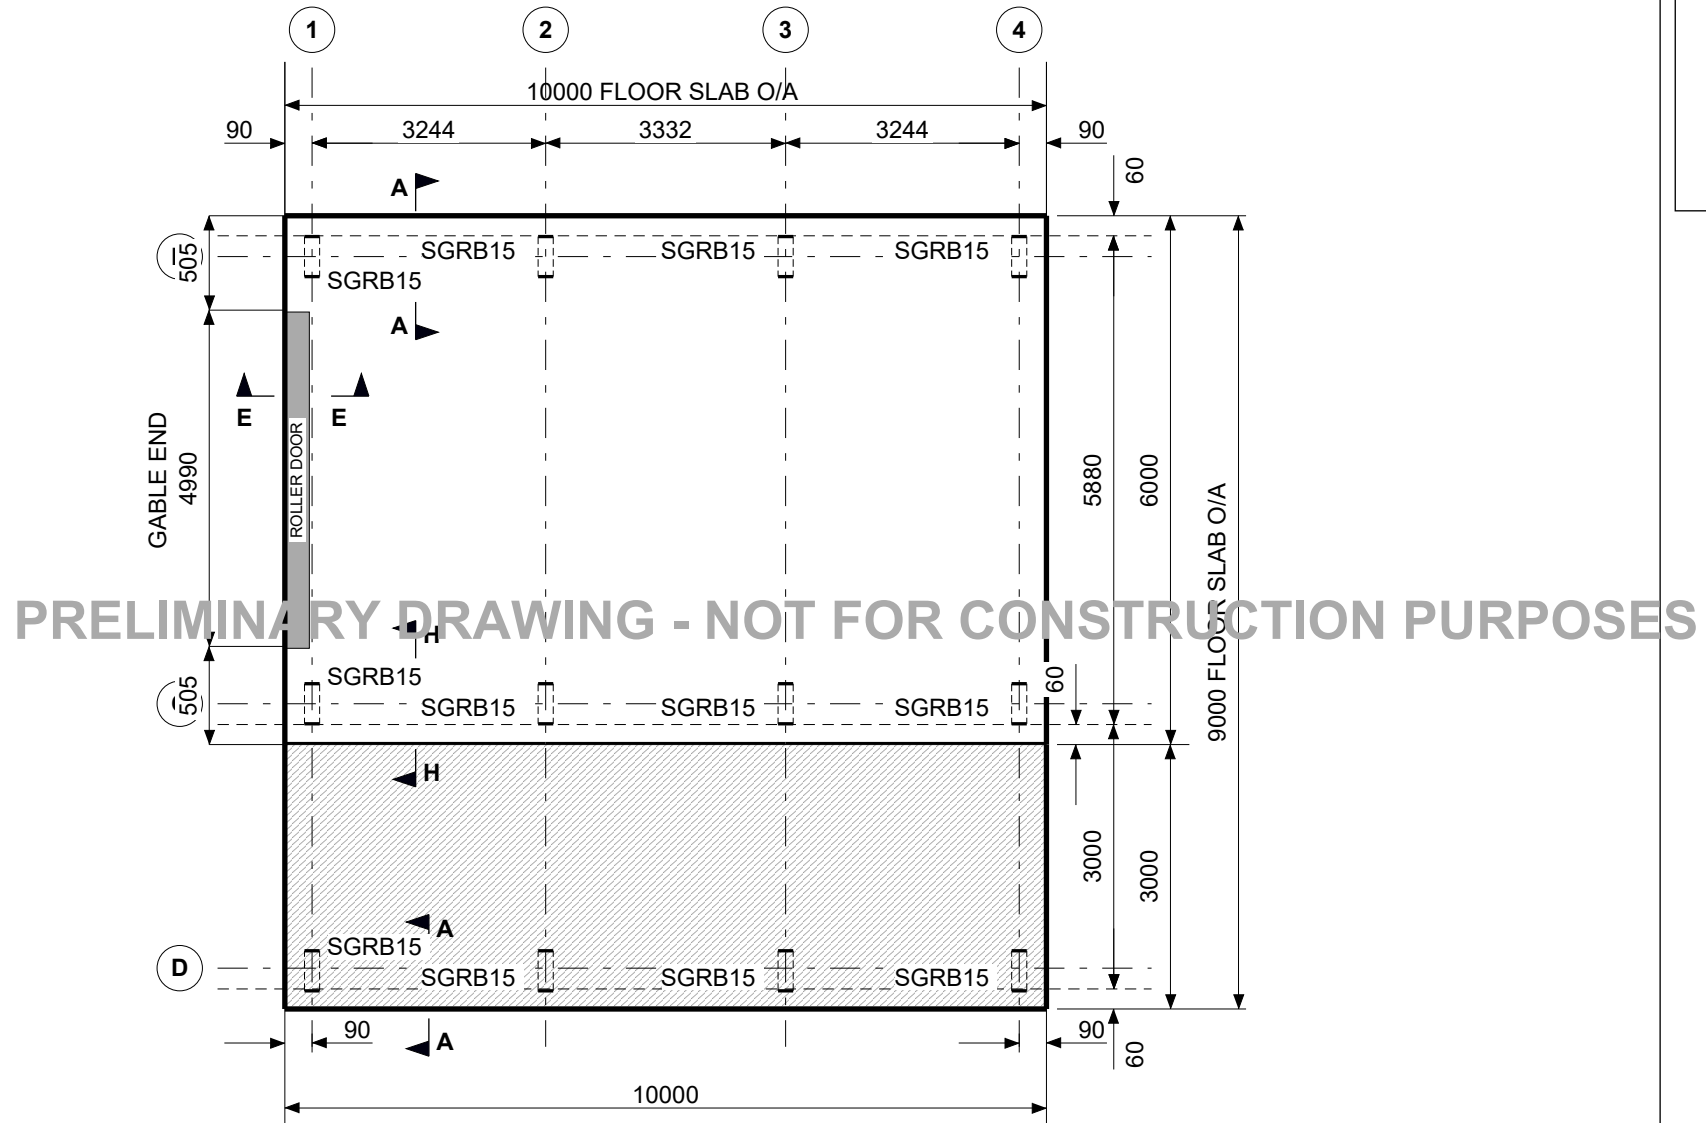 1 2 3 4
10000 FLOOR SLAB O/A
90 3244 3332 3244 90
60
A
SGRB15 SGRB15 SGRB15
505
SGRB15
A
E E
GABLE END
4990
ROLLER DOOR
5880
6000
9000 FLOOR SLAB O/A
PRELIMINARY DRAWING - NOT FOR CONSTRUCTION PURPOSES
H
SGRB15
60
505
SGRB15 SGRB15 SGRB15
H
3000
3000
A
SGRB15
D
SGRB15 SGRB15 SGRB15
90 A 90
60
10000